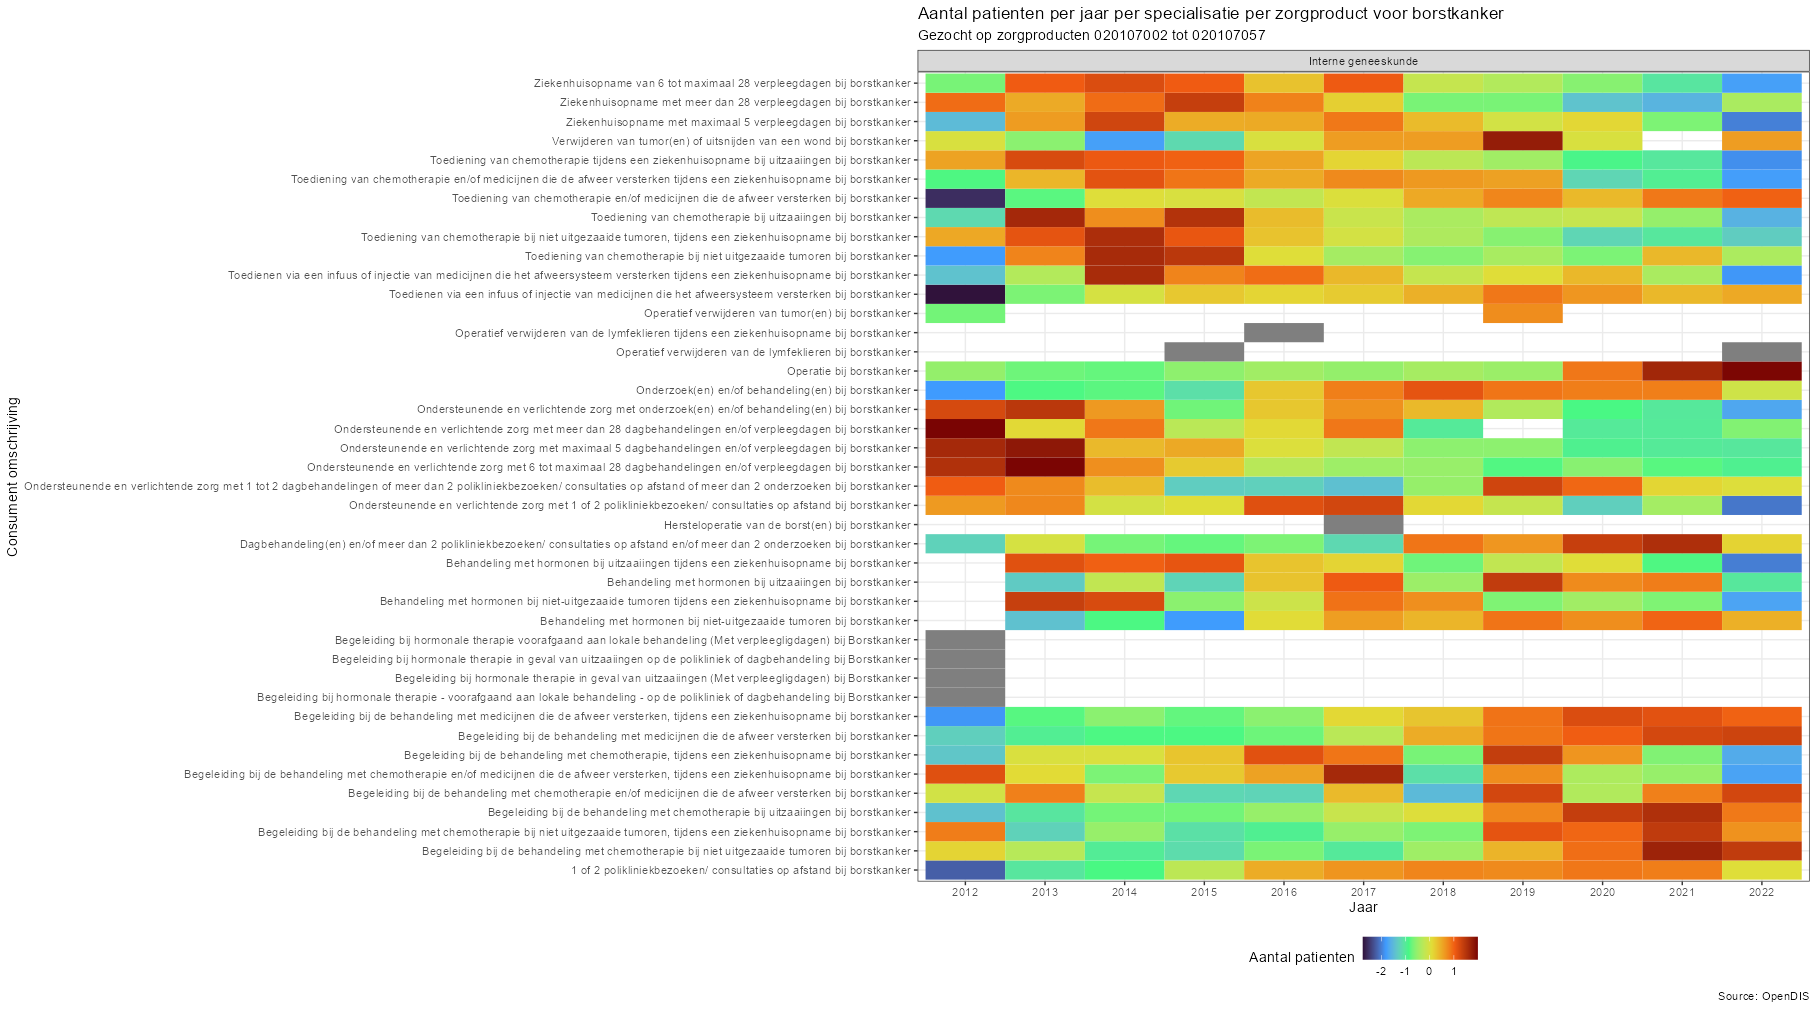 Aantal patienten per jaar per specialisatie per zorgproduct voor borstkanker
Gezocht op zorgproducten 020107002 tot 020107057
Interne geneeskunde
Consument omschrijving
Ziekenhuisopname van 6 tot maximaal 28 verpleegdagen bij borstkanker
Ziekenhuisopname met meer dan 28 verpleegdagen bij borstkanker
Ziekenhuisopname met maximaal 5 verpleegdagen bij borstkanker
Verwijderen van tumor(en) of uitsnijden van een wond bij borstkanker
Toediening van chemotherapie tijdens een ziekenhuisopname bij uitzaaiingen bij borstkanker
Toediening van chemotherapie en/of medicijnen die de afweer versterken tijdens een ziekenhuisopname bij borstkanker
Toediening van chemotherapie en/of medicijnen die de afweer versterken bij borstkanker
Toediening van chemotherapie bij uitzaaiingen bij borstkanker
Toediening van chemotherapie bij niet uitgezaaide tumoren, tijdens een ziekenhuisopname bij borstkanker
Toediening van chemotherapie bij niet uitgezaaide tumoren bij borstkanker
Toedienen via een infuus of injectie van medicijnen die het afweersysteem versterken tijdens een ziekenhuisopname bij borstkanker
Toedienen via een infuus of injectie van medicijnen die het afweersysteem versterken bij borstkanker
Operatief verwijderen van tumor(en) bij borstkanker
Operatief verwijderen van de lymfeklieren tijdens een ziekenhuisopname bij borstkanker
Operatief verwijderen van de lymfeklieren bij borstkanker
Operatie bij borstkanker
Onderzoek(en) en/of behandeling(en) bij borstkanker
Ondersteunende en verlichtende zorg met onderzoek(en) en/of behandeling(en) bij borstkanker
Ondersteunende en verlichtende zorg met meer dan 28 dagbehandelingen en/of verpleegdagen bij borstkanker
Ondersteunende en verlichtende zorg met maximaal 5 dagbehandelingen en/of verpleegdagen bij borstkanker
Ondersteunende en verlichtende zorg met 6 tot maximaal 28 dagbehandelingen en/of verpleegdagen bij borstkanker
Ondersteunende en verlichtende zorg met 1 tot 2 dagbehandelingen of meer dan 2 polikliniekbezoeken/ consultaties op afstand of meer dan 2 onderzoeken bij borstkanker
Ondersteunende en verlichtende zorg met 1 of 2 polikliniekbezoeken/ consultaties op afstand bij borstkanker
Hersteloperatie van de borst(en) bij borstkanker
Dagbehandeling(en) en/of meer dan 2 polikliniekbezoeken/ consultaties op afstand en/of meer dan 2 onderzoeken bij borstkanker
Behandeling met hormonen bij uitzaaiingen tijdens een ziekenhuisopname bij borstkanker
Behandeling met hormonen bij uitzaaiingen bij borstkanker
Behandeling met hormonen bij niet-uitgezaaide tumoren tijdens een ziekenhuisopname bij borstkanker
Behandeling met hormonen bij niet-uitgezaaide tumoren bij borstkanker
Begeleiding bij hormonale therapie voorafgaand aan lokale behandeling (Met verpleegligdagen) bij Borstkanker
Begeleiding bij hormonale therapie in geval van uitzaaiingen op de polikliniek of dagbehandeling bij Borstkanker
Begeleiding bij hormonale therapie in geval van uitzaaiingen (Met verpleegligdagen) bij Borstkanker
Begeleiding bij hormonale therapie - voorafgaand aan lokale behandeling - op de polikliniek of dagbehandeling bij Borstkanker
Begeleiding bij de behandeling met medicijnen die de afweer versterken, tijdens een ziekenhuisopname bij borstkanker
Begeleiding bij de behandeling met medicijnen die de afweer versterken bij borstkanker
Begeleiding bij de behandeling met chemotherapie, tijdens een ziekenhuisopname bij borstkanker
Begeleiding bij de behandeling met chemotherapie en/of medicijnen die de afweer versterken, tijdens een ziekenhuisopname bij borstkanker
Begeleiding bij de behandeling met chemotherapie en/of medicijnen die de afweer versterken bij borstkanker
Begeleiding bij de behandeling met chemotherapie bij uitzaaiingen bij borstkanker
Begeleiding bij de behandeling met chemotherapie bij niet uitgezaaide tumoren, tijdens een ziekenhuisopname bij borstkanker
Begeleiding bij de behandeling met chemotherapie bij niet uitgezaaide tumoren bij borstkanker
1 of 2 polikliniekbezoeken/ consultaties op afstand bij borstkanker
2012 2013 2014 2015 2016 2017 2018 2019 2020 2021 2022
Jaar
Aantal patienten
-2 -1 0 1
Source: OpenDIS